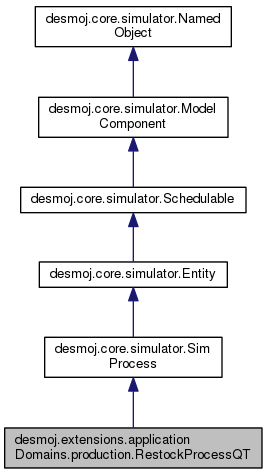 desmoj.core.simulator.Named
Object
desmoj.core.simulator.Model
Component
desmoj.core.simulator.Schedulable
desmoj.core.simulator.Entity
desmoj.core.simulator.Sim
Process
desmoj.extensions.application
Domains.production.RestockProcessQT